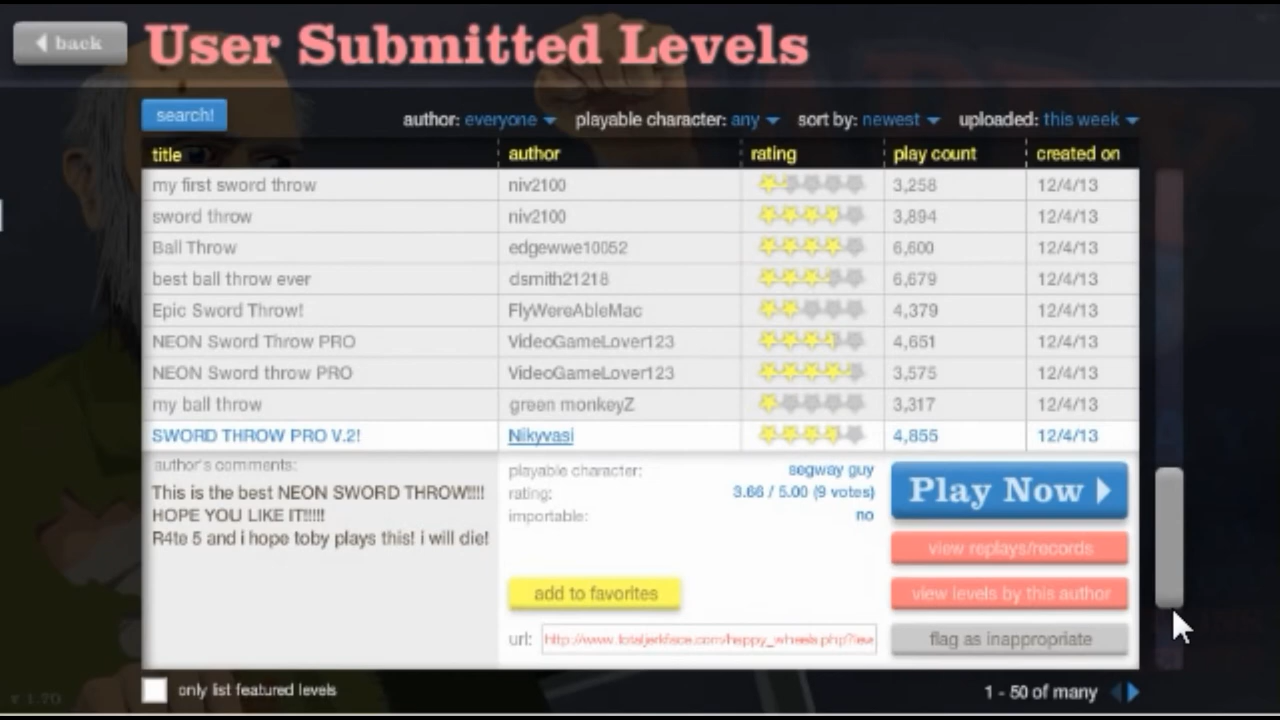 back
User Submitted Levels
search!
author: everyone playable character: any sort by: newest uploaded: this week
title author rating play count created on
my first sword throw niv2100 3,258 12/4/13
sword throw niv2100 3,894 12/4/13
Ball Throw edgewwe10052 6,600 12/4/13
best ball throw ever dsmith21218 6,679 12/4/13
Epic Sword Throw! FlyWereAbleMac 4,379 12/4/13
NEON Sword Throw PRO VideoGameLover123 4,651 12/4/13
NEON Sword throw PRO VideoGameLover123 3,575 12/4/13
my ball throw green monkeyZ 3,317 12/4/13
SWORD THROW PRO V.2! Nikyvasi 4,855 12/4/13
author's comments:
This is the best NEON SWORD THROW!!!!
HOPE YOU LIKE IT!!!!!
R4te 5 and i hope toby plays this! i will die!
playable character: segway guy
rating: 3.66 / 5.00 (9 votes)
importable: no
add to favorites
url: http://www.totaljerkface.com/happy_wheels.php?lev
Play Now
view replays/records
view levels by this author
flag as inappropriate
only list featured levels
1 - 50 of many